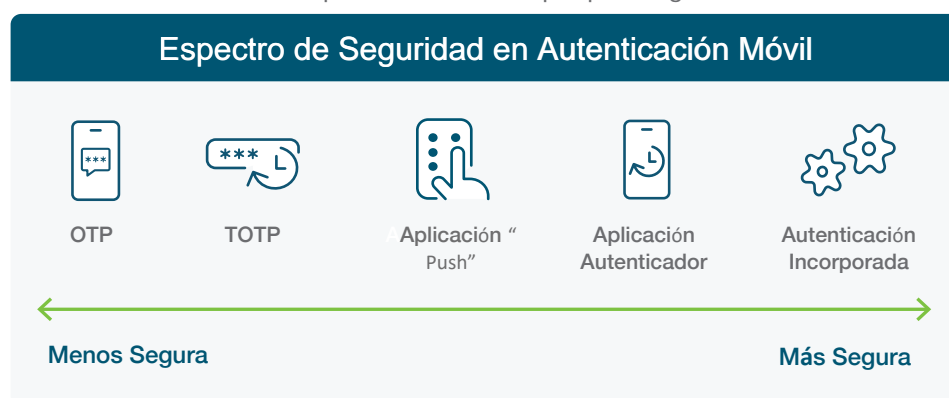 Espectro de Seguridad en Autenticación Móvil
***
***
OTP
TOTP
Aplicación “
Push”
Aplicación
Autenticador
Autenticación
Incorporada
Menos Segura
Más Segura